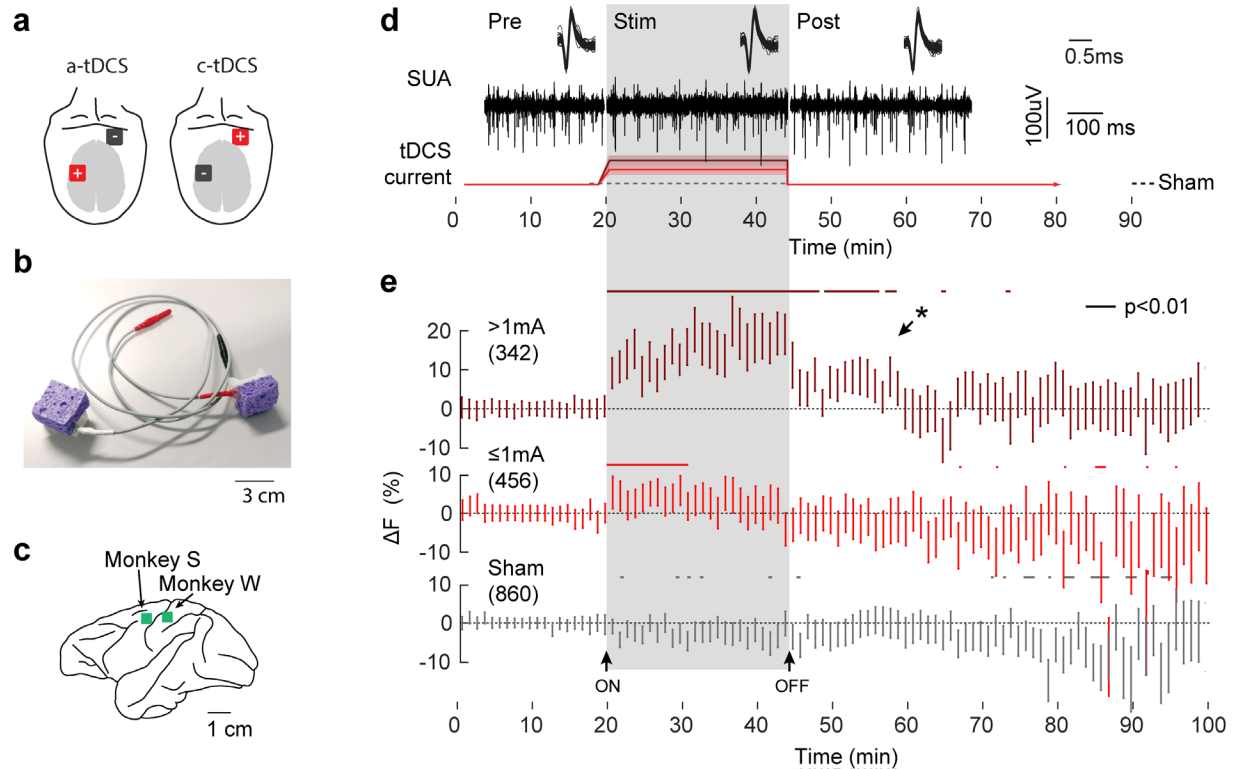 a
a-tDCS
c-tDCS
-
+
+
-
b
3 cm
c
Monkey S
Monkey W
1 cm
d
Pre
Stim
Post
0.5ms
SUA
100uV
100 ms
tDCS
current
Sham
0 10 20 30 40 50 60 70 80 90
Time (min)
e
p<0.01
*
>1mA
(342)
20
10
0
-10
≤1mA
(456)
10
0
-10
ΔF (%)
Sham
(860)
10
0
-10
ON
OFF
0 10 20 30 40 50 60 70 80 90 100
Time (min)